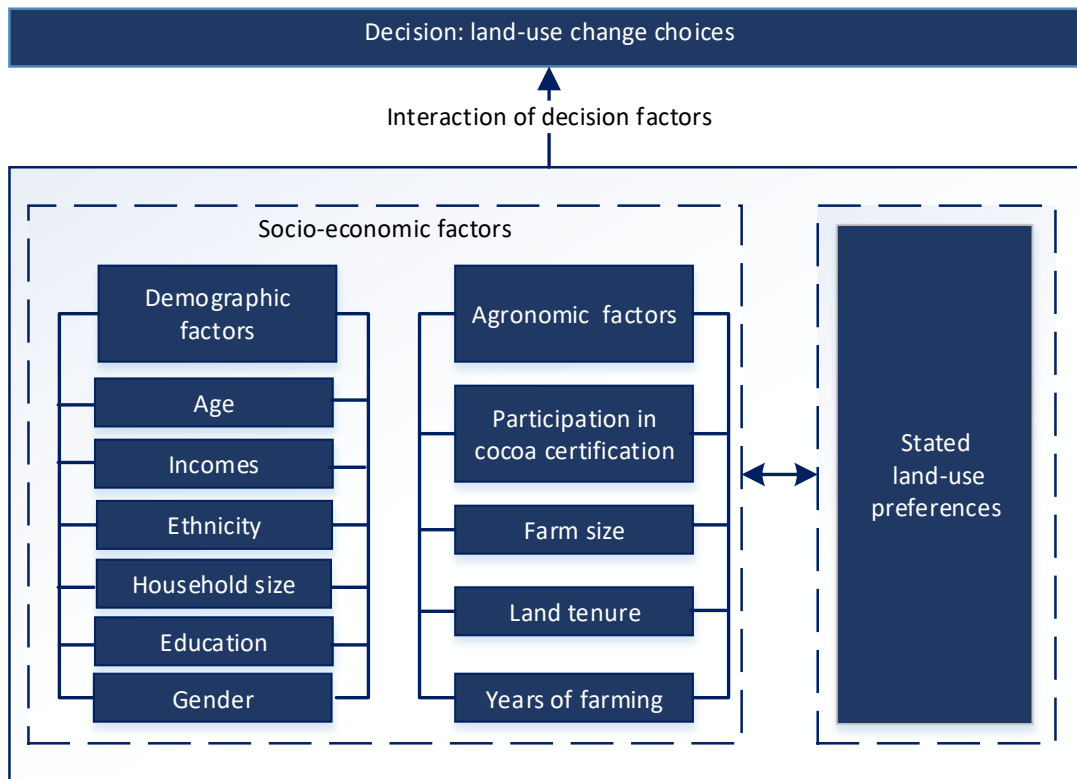 Decision: land-use change choices
Interaction of decision factors
Socio-economic factors
Demographic
factors
Age
Incomes
Ethnicity
Household size
Education
Gender
Agronomic factors
Participation in
cocoa certification
Farm size
Land tenure
Years of farming
Stated
land-use
preferences